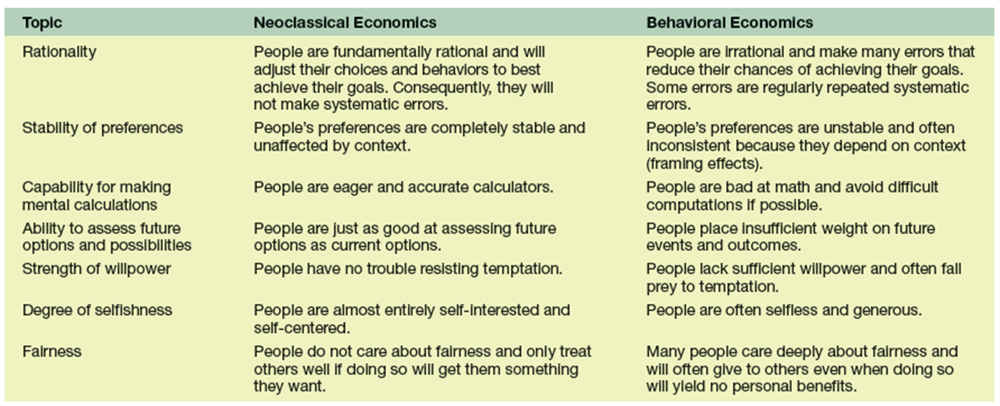 Topic Neoclassical Economics Behavioral Economics
Rationality People are fundamentally rational and will People are irrational and make many errors that
adjust their choices and behaviors to best reduce their chances of achieving their goals.
achieve their goals. Consequently, they will Some errors are regularly repeated systematic
not make systematic errors. errors.
Stability of preferences People's preferences are completely stable and People's preferences are unstable and often
unaffected by context. inconsistent because they depend on context
(framing effects).
Capability for making People are eager and accurate calculators. People are bad at math and avoid difficult
mental calculations computations if possible.
Ability to assess future People are just as good at assessing future People place insufficient weight on future
options and possibilities options as current options. events and outcomes.
Strength of willpower People have no trouble resisting temptation. People lack sufficient willpower and often fall
prey to temptation.
Degree of selfishness People are almost entirely self-interested and People are often selfless and generous.
self-centered.
Fairness People do not care about fairness and only treat Many people care deeply about fairness and
others well if doing so will get them something will often give to others even when doing so
they want. will yield no personal benefits.